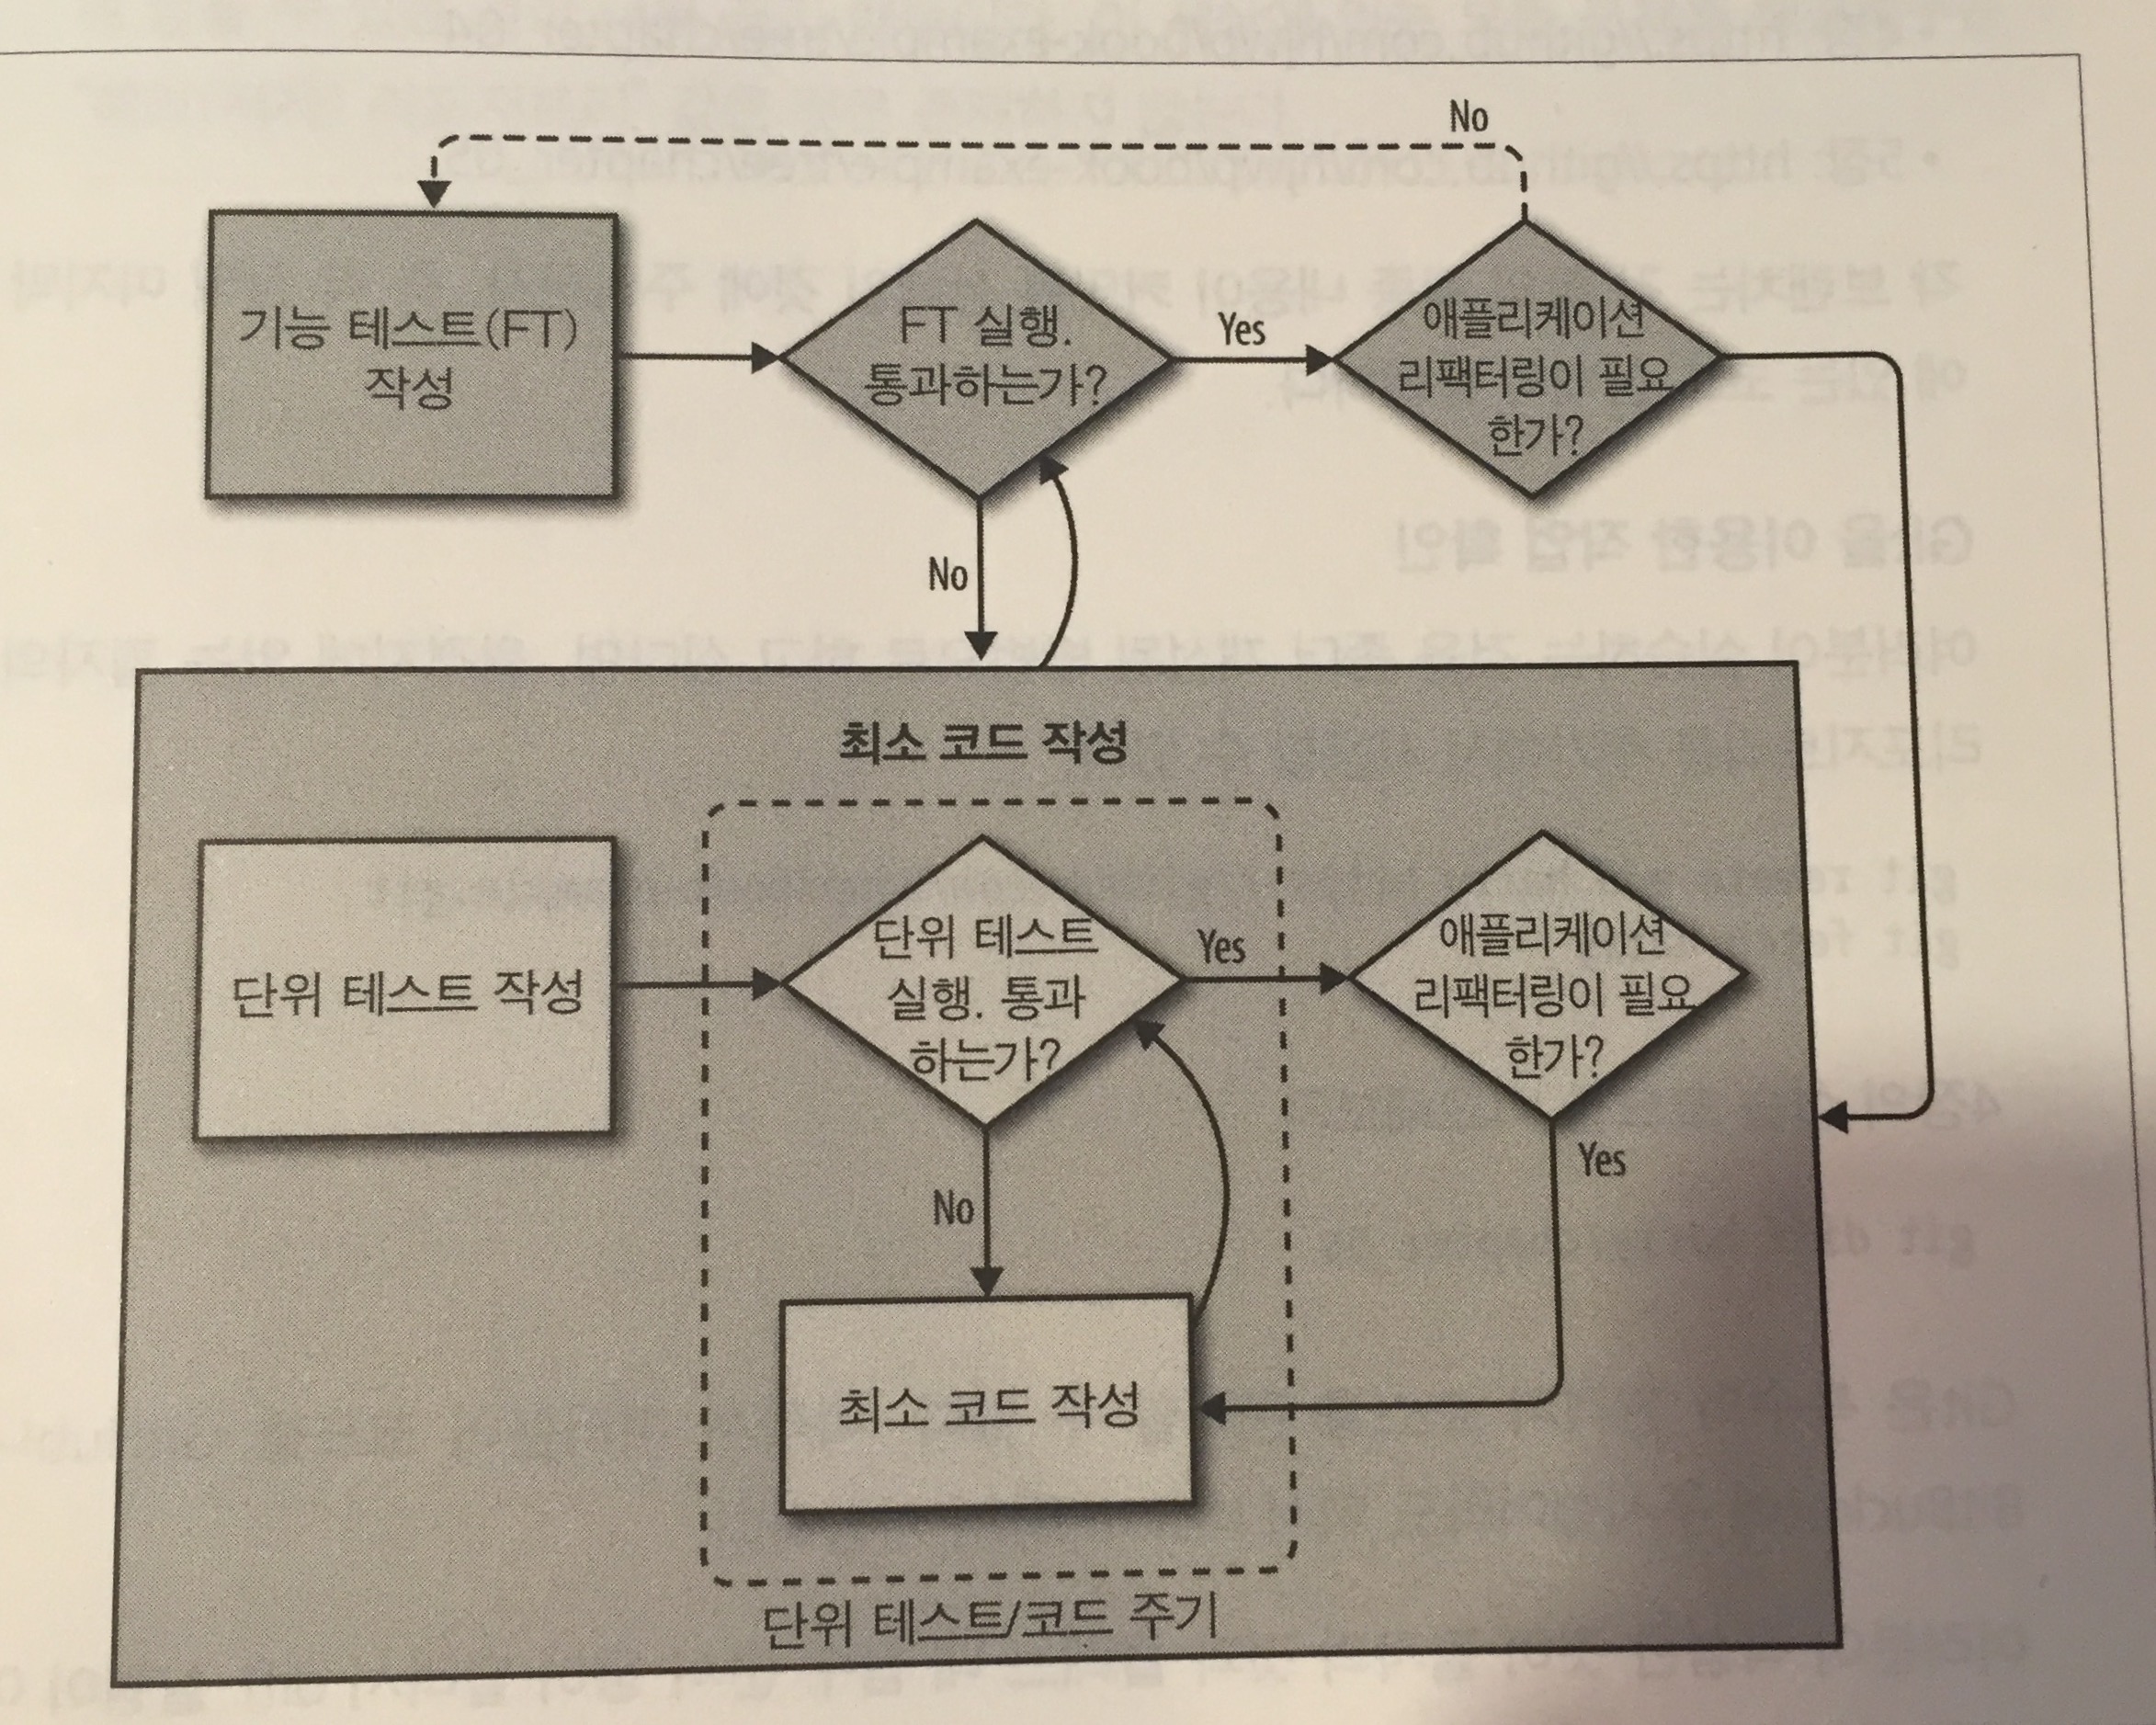 No
기능 테스트(FT)
작성
FT 실행.
통과하는가?
Yes
애플리케이션
리팩터링이 필요
한가?
No
최소 코드 작성
단위 테스트 작성
단위 테스트
실행. 통과
하는가?
Yes
애플리케이션
리팩터링이 필요
한가?
No
Yes
최소 코드 작성
단위 테스트/코드 주기